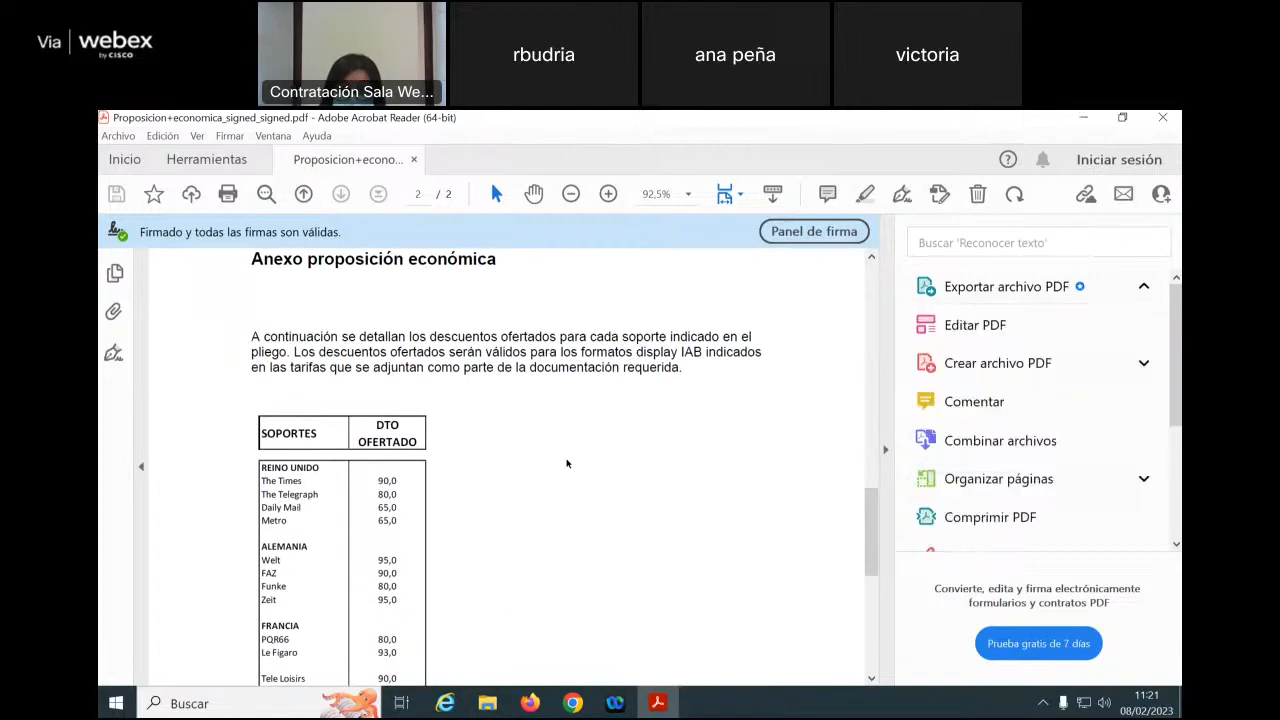 Via | webex
by CISCO
Contratación Sala We...
rbudria
ana peña
victoria
Proposicion+economica_signed_signed.pdf - Adobe Acrobat Reader (64-bit)
Archivo Edición Ver Firmar Ventana Ayuda
Inicio Herramientas Proposicion+econo... × Iniciar sesión
2 / 2 92,5%
Firmado y todas las firmas son válidas. Panel de firma
Buscar 'Reconocer texto'
Anexo proposición económica
A continuación se detallan los descuentos ofertados para cada soporte indicado en el
pliego. Los descuentos ofertados serán válidos para los formatos display IAB indicados
en las tarifas que se adjuntan como parte de la documentación requerida.
SOPORTES DTO
OFERTADO
REINO UNIDO
The Times 90,0
The Telegraph 80,0
Daily Mail 65,0
Metro 65,0
ALEMANIA
Welt 95,0
FAZ 90,0
Funke 80,0
Zeit 95,0
FRANCIA
PQR66 80,0
Le Figaro 93,0
Tele Loisirs 90,0
Exportar archivo PDF
Editar PDF
Crear archivo PDF
Comentar
Combinar archivos
Organizar páginas
Comprimir PDF
Convierte, edita y firma electrónicamente
formularios y contratos PDF
Prueba gratis de 7 días
Buscar
11:21
08/02/2023